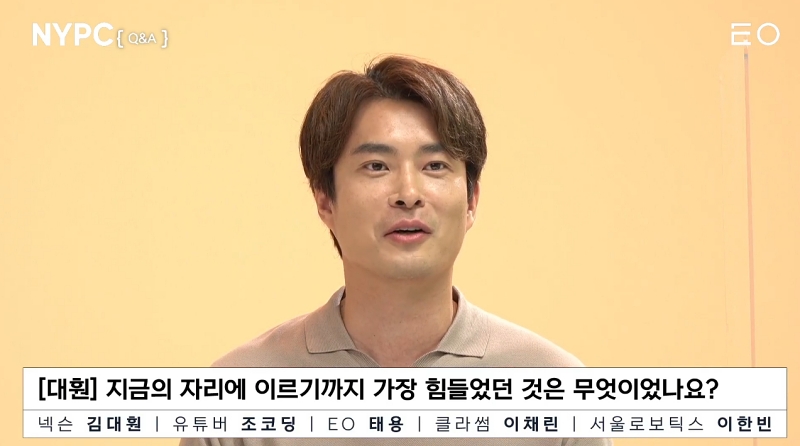 NYPC{ Q&A }
EO
[대훤] 지금의 자리에 이르기까지 가장 힘들었던 것은 무엇이었나요?
넥슨 김대훤 | 유튜버 조코딩 | EO 태용 | 클라썸 이채린 | 서울로보틱스 이한빈